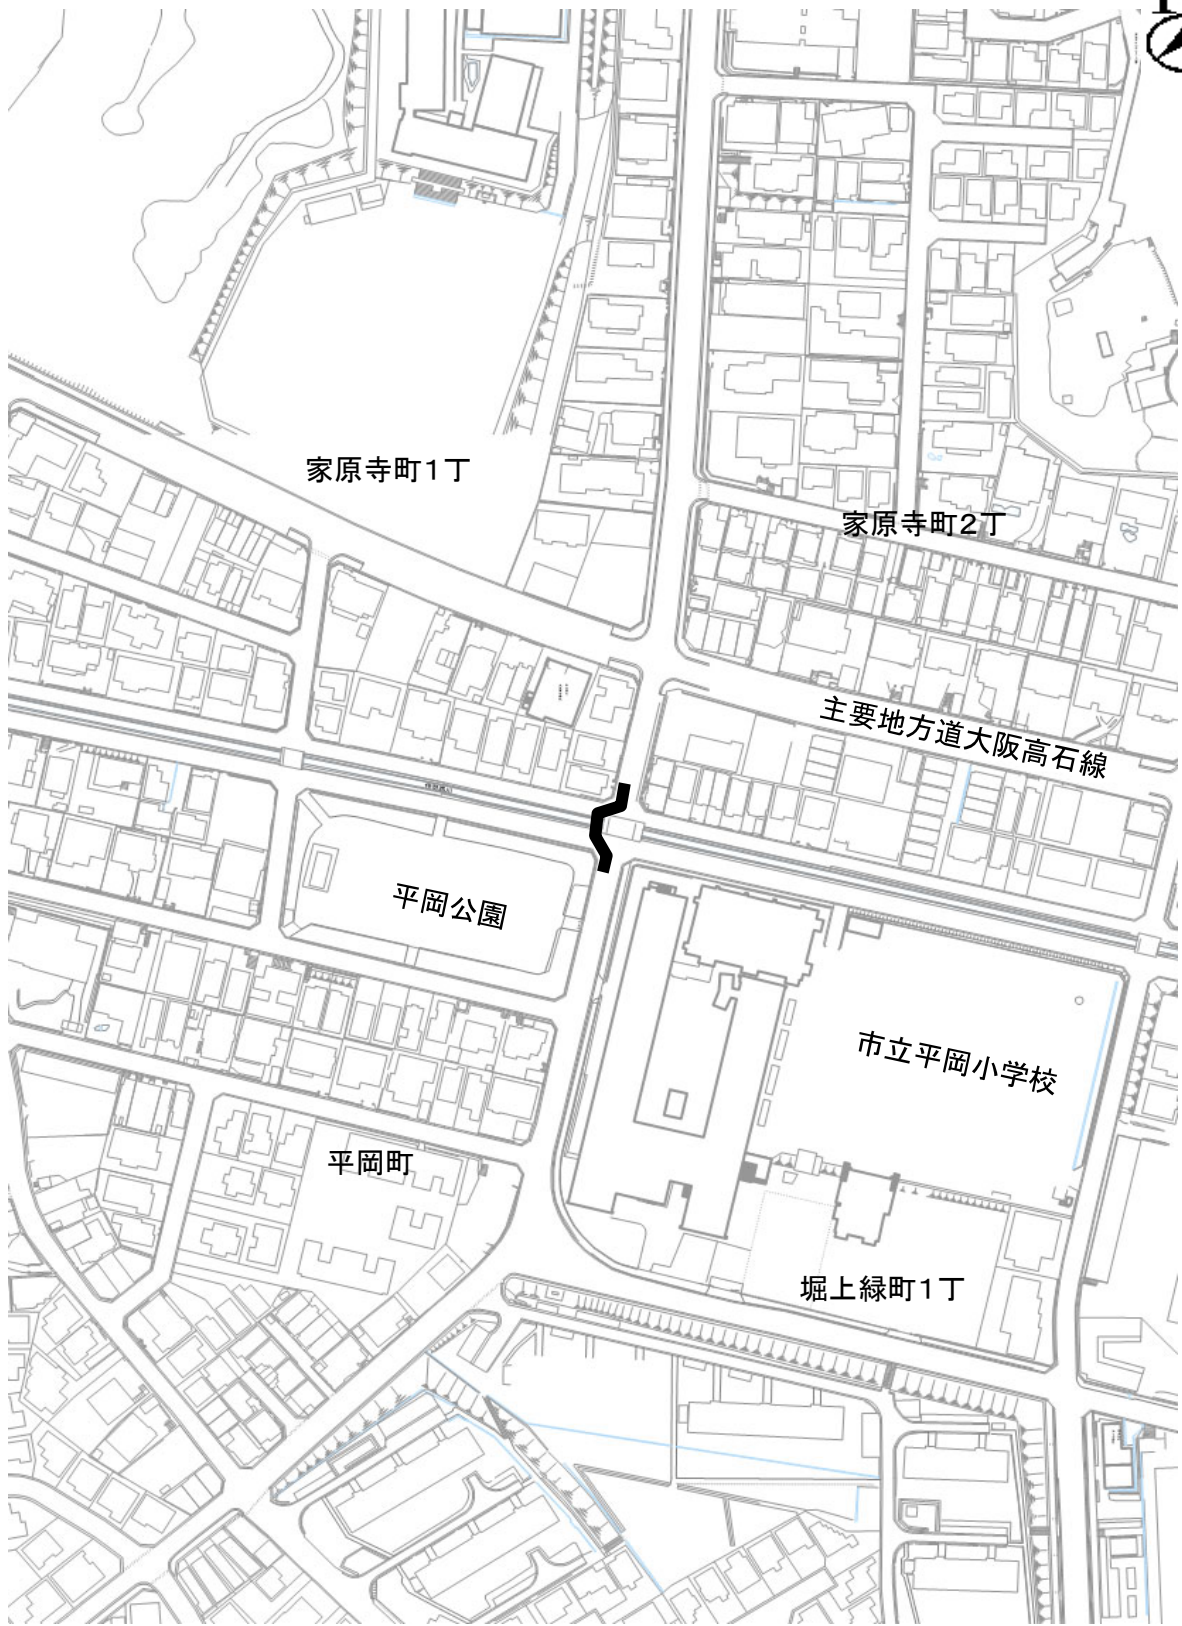 家原寺町1丁
家原寺町2丁
主要地方道大阪高石線
平岡公園
市立平岡小学校
平岡町
堀上緑町1丁